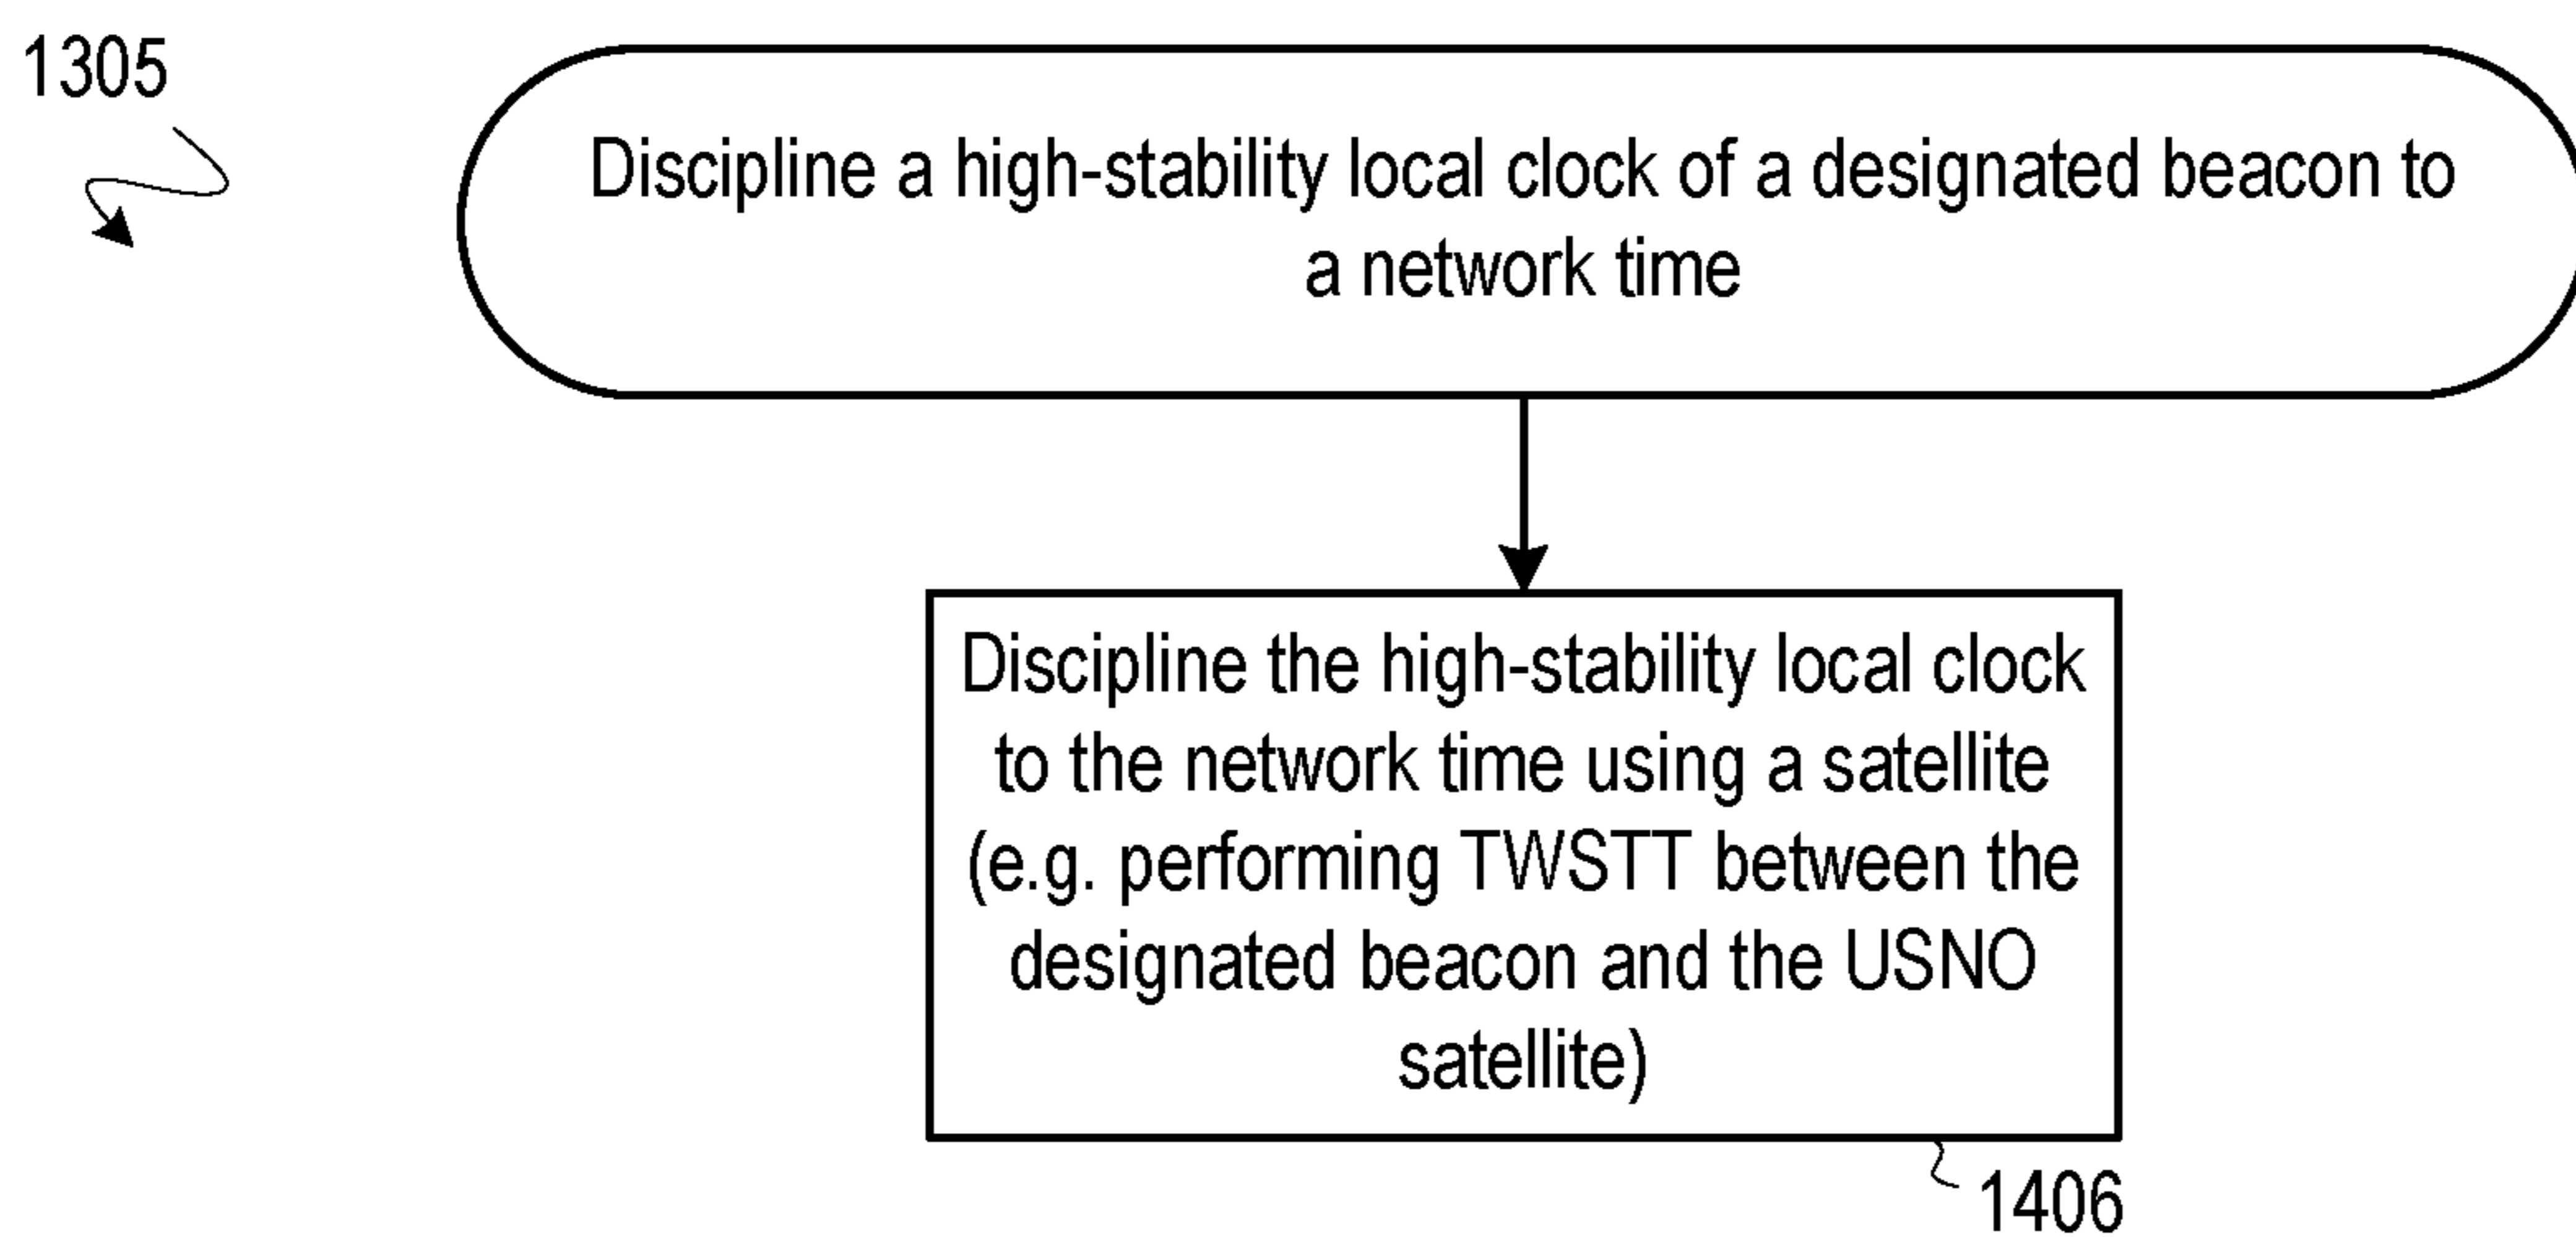 1305
Discipline a high-stability local clock of a designated beacon to
a network time
Discipline the high-stability local clock
to the network time using a satellite
(e.g. performing TWSTT between the
designated beacon and the USNO
satellite)
1406